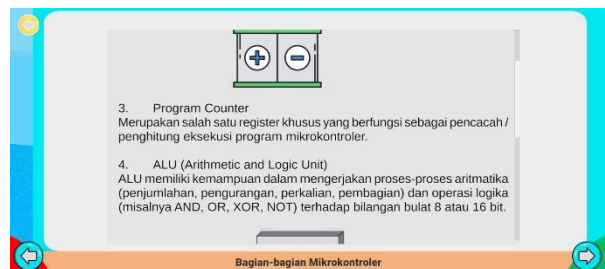 3. Program Counter
Merupakan salah satu register khusus yang berfungsi sebagai pencacah /
penghitung eksekusi program mikrokontroler.
4. ALU (Arithmetic and Logic Unit)
ALU memiliki kemampuan dalam mengerjakan proses-proses aritmatika
(penjumlahan, pengurangan, perkalian, pembagian) dan operasi logika
(misalnya AND, OR, XOR, NOT) terhadap bilangan bulat 8 atau 16 bit.
Bagian-bagian Mikrokontroler